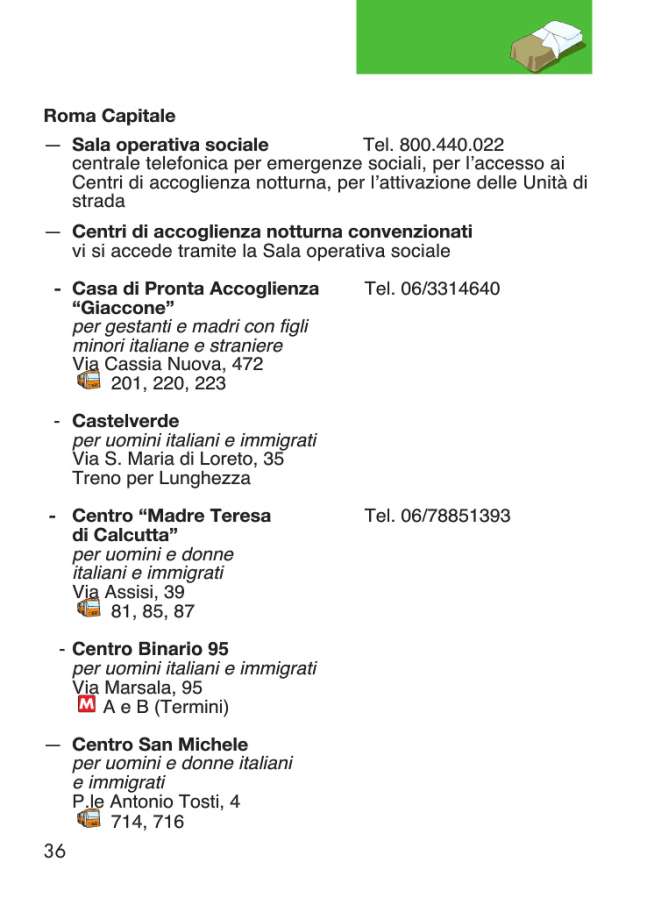 Roma Capitale
— Sala operativa sociale Tel. 800.440.022
centrale telefonica per emergenze sociali, per l’accesso ai
Centri di accoglienza notturna, per l’attivazione delle Unità di
strada
— Centri di accoglienza notturna convenzionati
vi si accede tramite la Sala operativa sociale
- Casa di Pronta Accoglienza Tel. 06/3314640
“Giaccone”
per gestanti e madri con figli
minori italiane e straniere
Via Cassia Nuova, 472
201, 220, 223
- Castelverde
per uomini italiani e immigrati
Via S. Maria di Loreto, 35
Treno per Lunghezza
- Centro “Madre Teresa Tel. 06/78851393
di Calcutta”
per uomini e donne
italiani e immigrati
Via Assisi, 39
81, 85, 87
- Centro Binario 95
per uomini italiani e immigrati
Via Marsala, 95
M A e B (Termini)
— Centro San Michele
per uomini e donne italiani
e immigrati
P.le Antonio Tosti, 4
714, 716
36